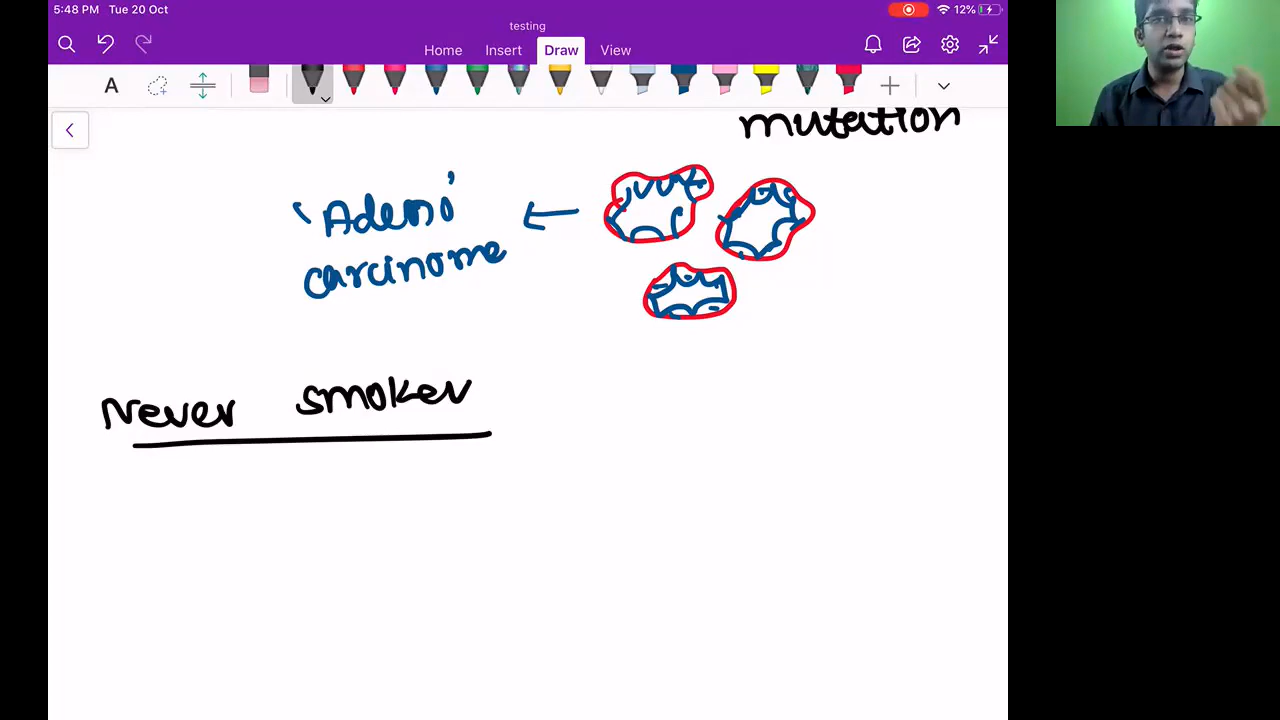 5:48 PM Tue 20 Oct
12%
testing
Home Insert Draw View
A
mutation
'Adeno'
carcinome
Never smoker